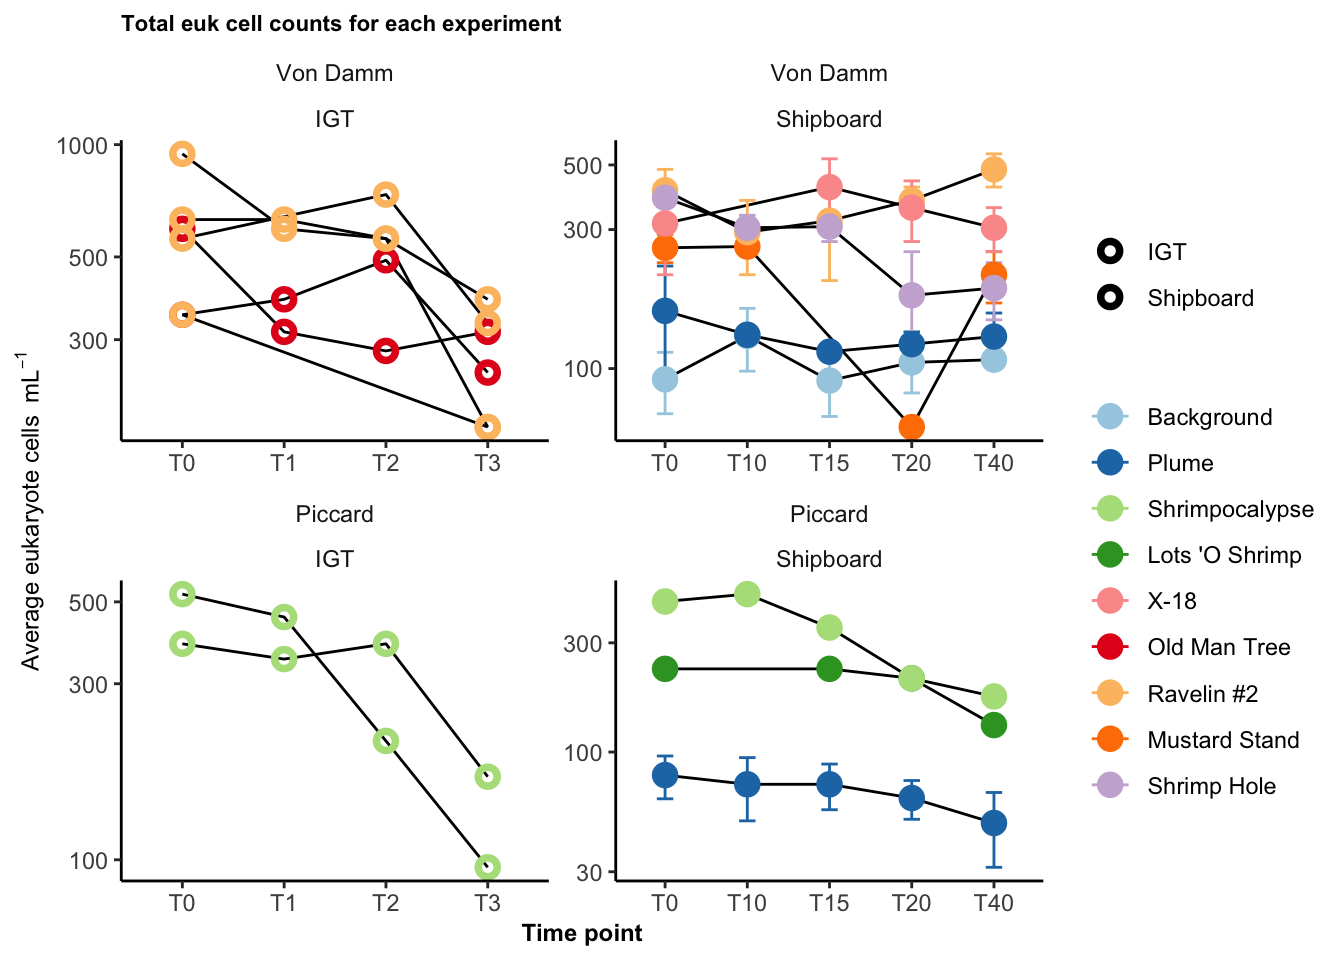 Total euk cell counts for each experiment
Von Damm
IGT
Von Damm
Shipboard
1000
500
300
T0 T1 T2 T3
500
300
100
T0 T10 T15 T20 T40
Piccard
IGT
Piccard
Shipboard
500
300
100
T0 T1 T2 T3
300
100
30
T0 T10 T15 T20 T40
Average eukaryote cells mL⁻¹
Time point
IGT
Shipboard
Background
Plume
Shrimpocalypse
Lots 'O Shrimp
X-18
Old Man Tree
Ravelin #2
Mustard Stand
Shrimp Hole